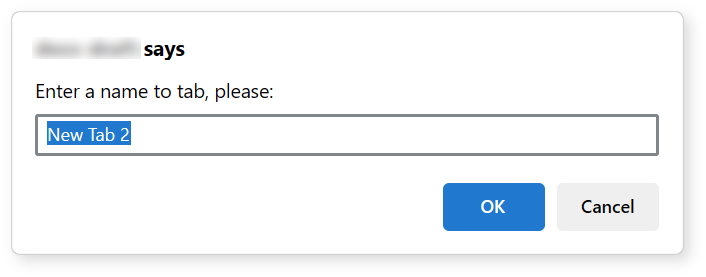 says
Enter a name to tab, please:
New Tab 2
OK
Cancel